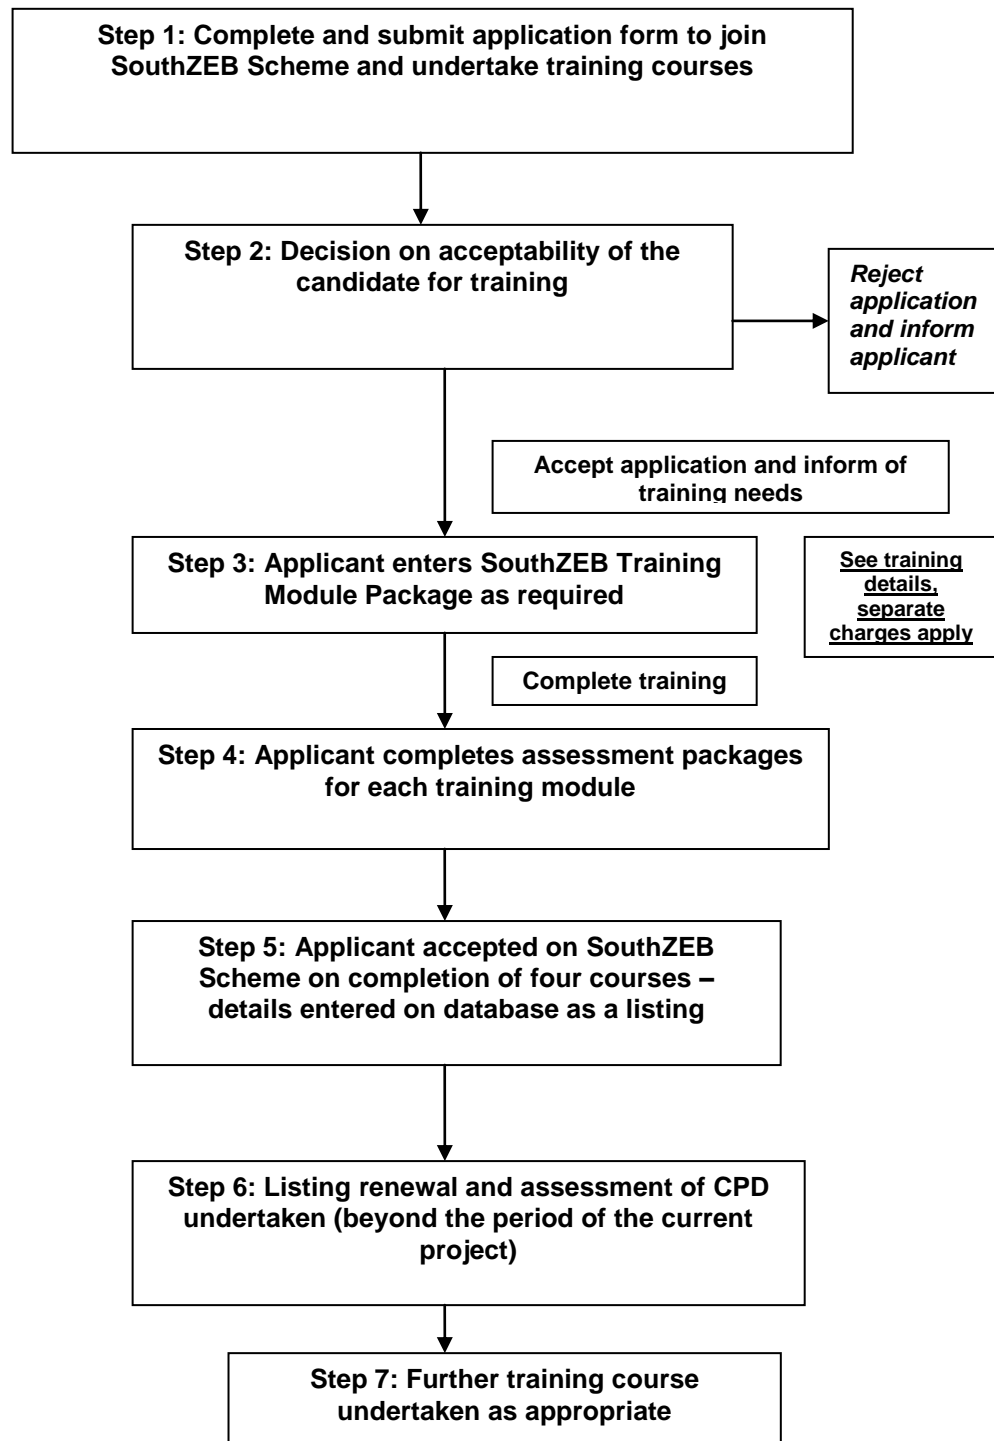 Step 1: Complete and submit application form to join
SouthZEB Scheme and undertake training courses
Step 2: Decision on acceptability of the
candidate for training
Reject
application
and inform
applicant
Accept application and inform of
training needs
Step 3: Applicant enters SouthZEB Training
Module Package as required
See training
details,
separate
charges apply
Complete training
Step 4: Applicant completes assessment packages
for each training module
Step 5: Applicant accepted on SouthZEB
Scheme on completion of four courses –
details entered on database as a listing
Step 6: Listing renewal and assessment of CPD
undertaken (beyond the period of the current
project)
Step 7: Further training course
undertaken as appropriate